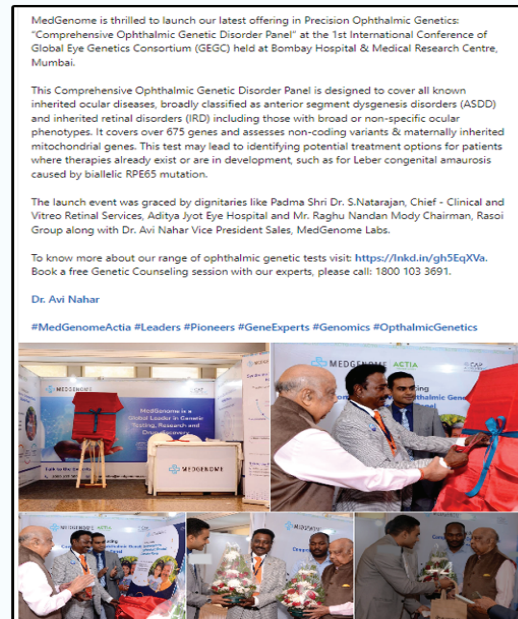 MedGenome is thrilled to launch our latest offering in Precision Ophthalmic Genetics:
"Comprehensive Ophthalmic Genetic Disorder Panel" at the 1st International Conference of
Global Eye Genetics Consortium (GEGC) held at Bombay Hospital & Medical Research Centre,
Mumbai.
This Comprehensive Ophthalmic Genetic Disorder Panel is designed to cover all known
inherited ocular diseases, broadly classified as anterior segment dysgenesis disorders (ASDD)
and inherited retinal disorders (IRD) including those with broad or non-specific ocular
phenotypes. It covers over 675 genes and assesses non-coding variants & maternally inherited
mitochondrial genes. This test may lead to identifying potential treatment options for patients
where therapies already exist or are in development, such as for Leber congenital amaurosis
caused by biallelic RPE65 mutation.
The launch event was graced by dignitaries like Padma Shri Dr. S.Natarajan, Chief - Clinical and
Vitreo Retinal Services, Aditya Jyot Eye Hospital and Mr. Raghu Nandan Mody Chairman, Rasoi
Group along with Dr. Avi Nahar Vice President Sales, MedGenome Labs.
To know more about our range of ophthalmic genetic tests visit: https://lnkd.in/gh5EqXVa.
Book a free Genetic Counseling session with our experts, please call: 1800 103 3691.
Dr. Avi Nahar
#MedGenomeActia #Leaders #Pioneers #GeneExperts #Genomics #OpthalmicGenetics
MEDGENOME
MedGenome is a
Global Leader in Genetic
Testing, Research and
MEDGENOME
MEDGENOME ACTIA
CAP
MEDGENOME ACTIA
MEDGENOME